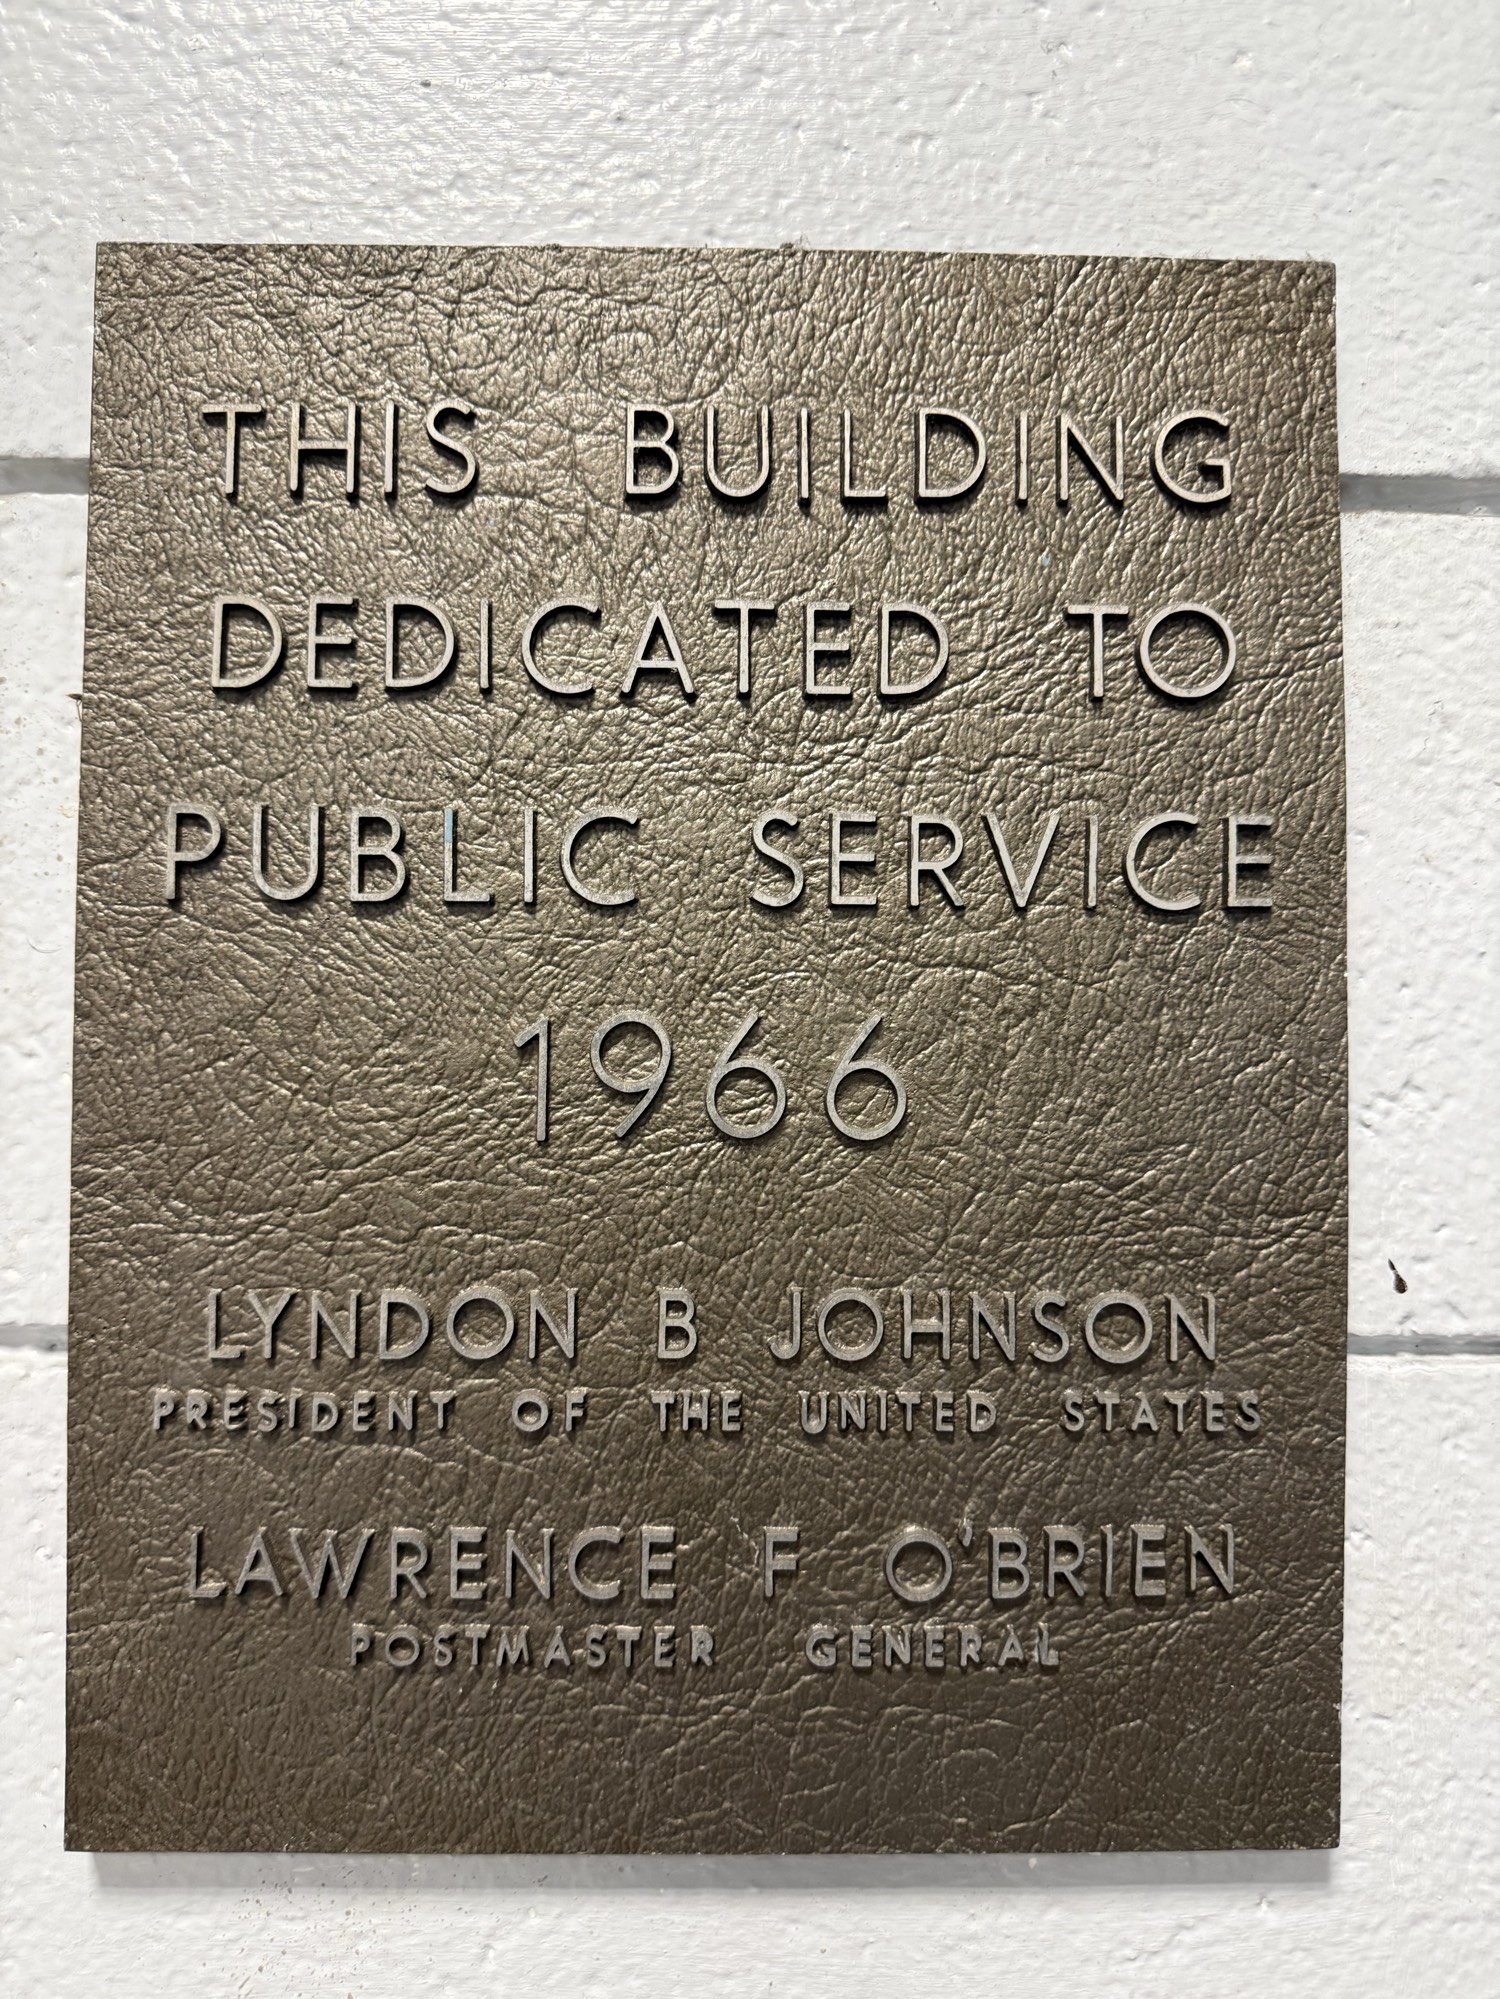 THIS BUILDING
DEDICATED TO
PUBLIC SERVICE
1966
LYNDON B JOHNSON
PRESIDENT OF THE UNITED STATES
LAWRENCE F O'BRIEN
POSTMASTER GENERAL